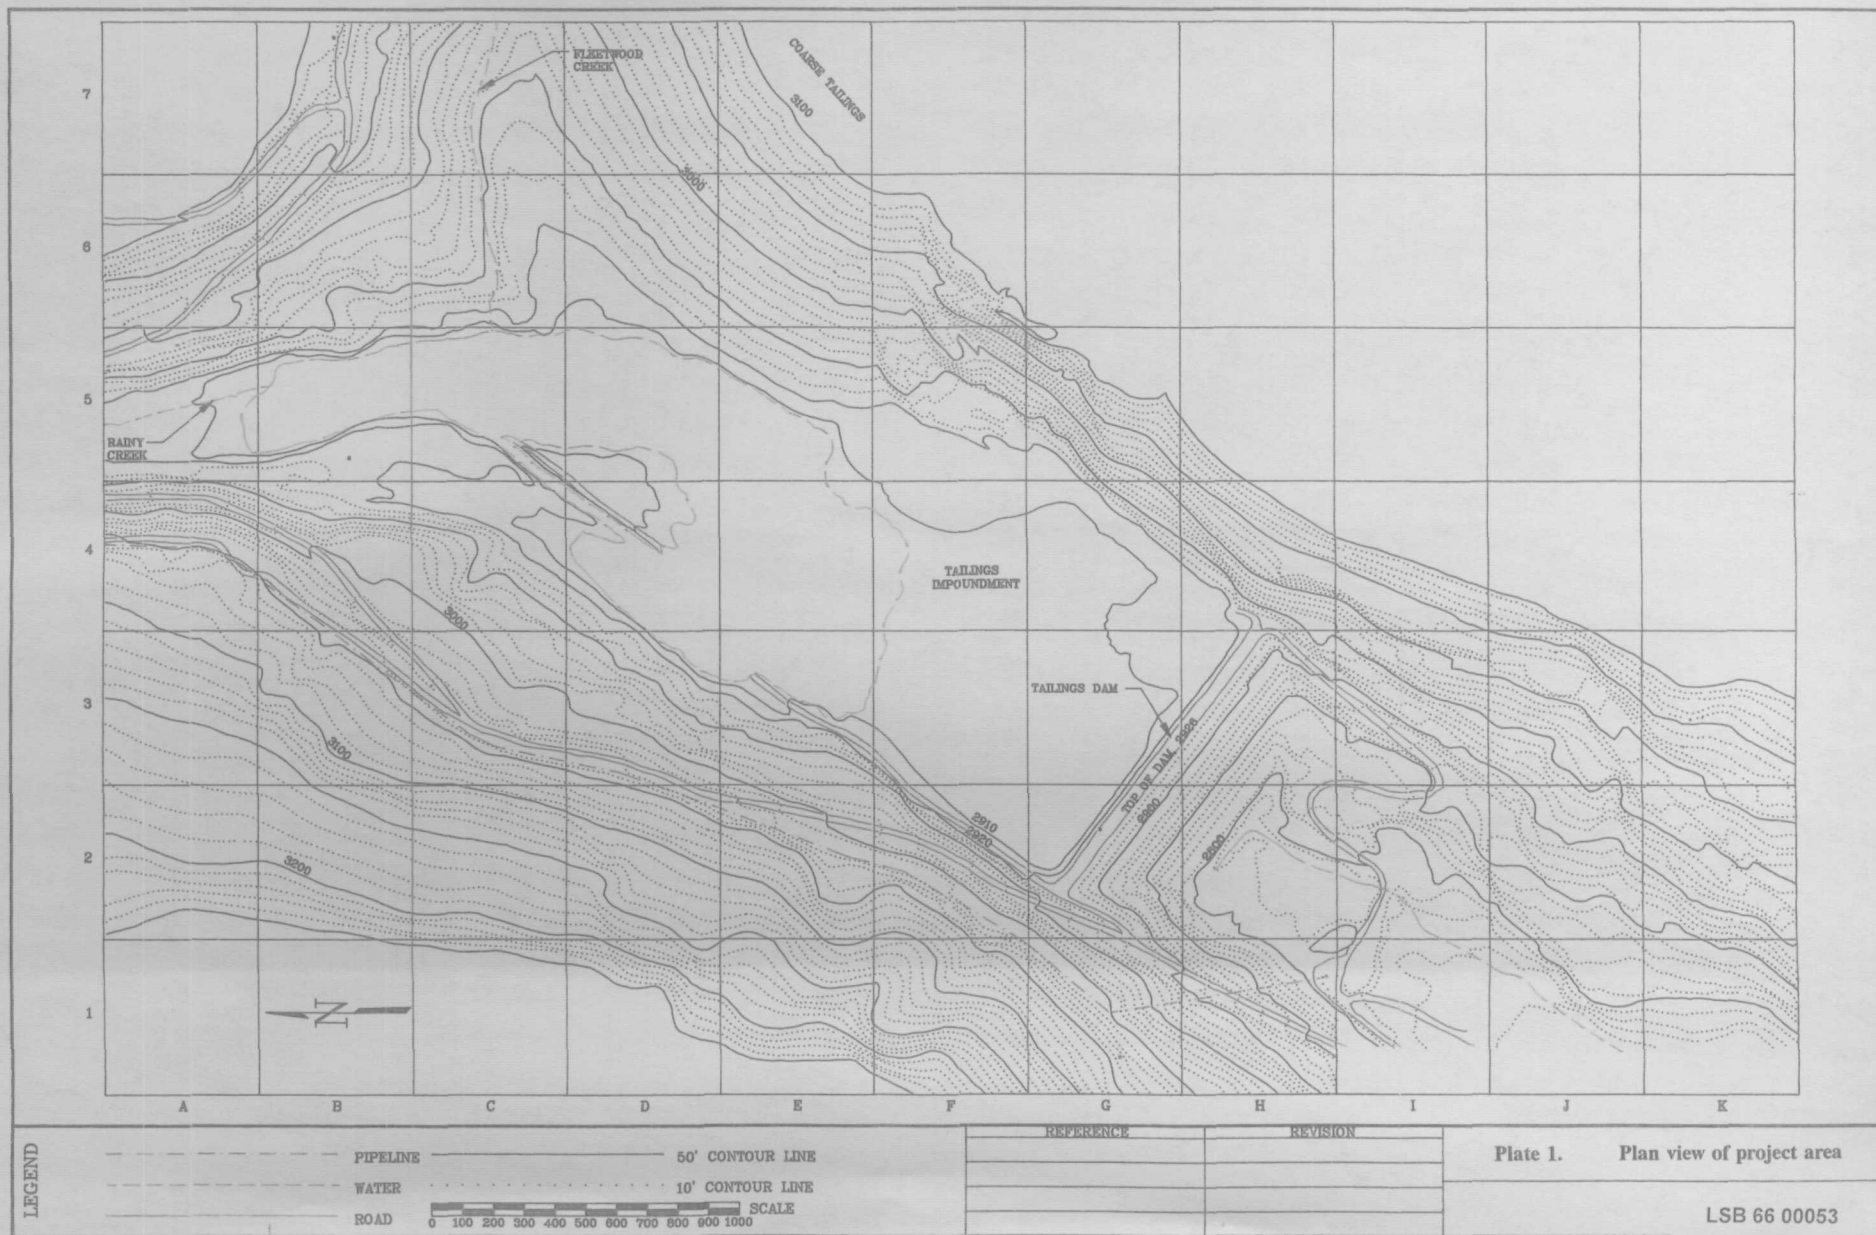 7
FLEETWOOD
CREEK
COARSE TAILINGS
3100
3000
6
5
RAINY
CREEK
4
TAILINGS
IMPOUNDMENT
3000
3
TAILINGS DAM
3100
TOP OF DAM, 2926
2900
2910
2920
2800
2
3200
N
1
A B C D E F G H I J K
LEGEND
PIPELINE
50' CONTOUR LINE
WATER
10' CONTOUR LINE
ROAD
SCALE
0 100 200 300 400 500 600 700 800 900 1000
REFERENCE
REVISION
Plate 1. Plan view of project area
LSB 66 00053